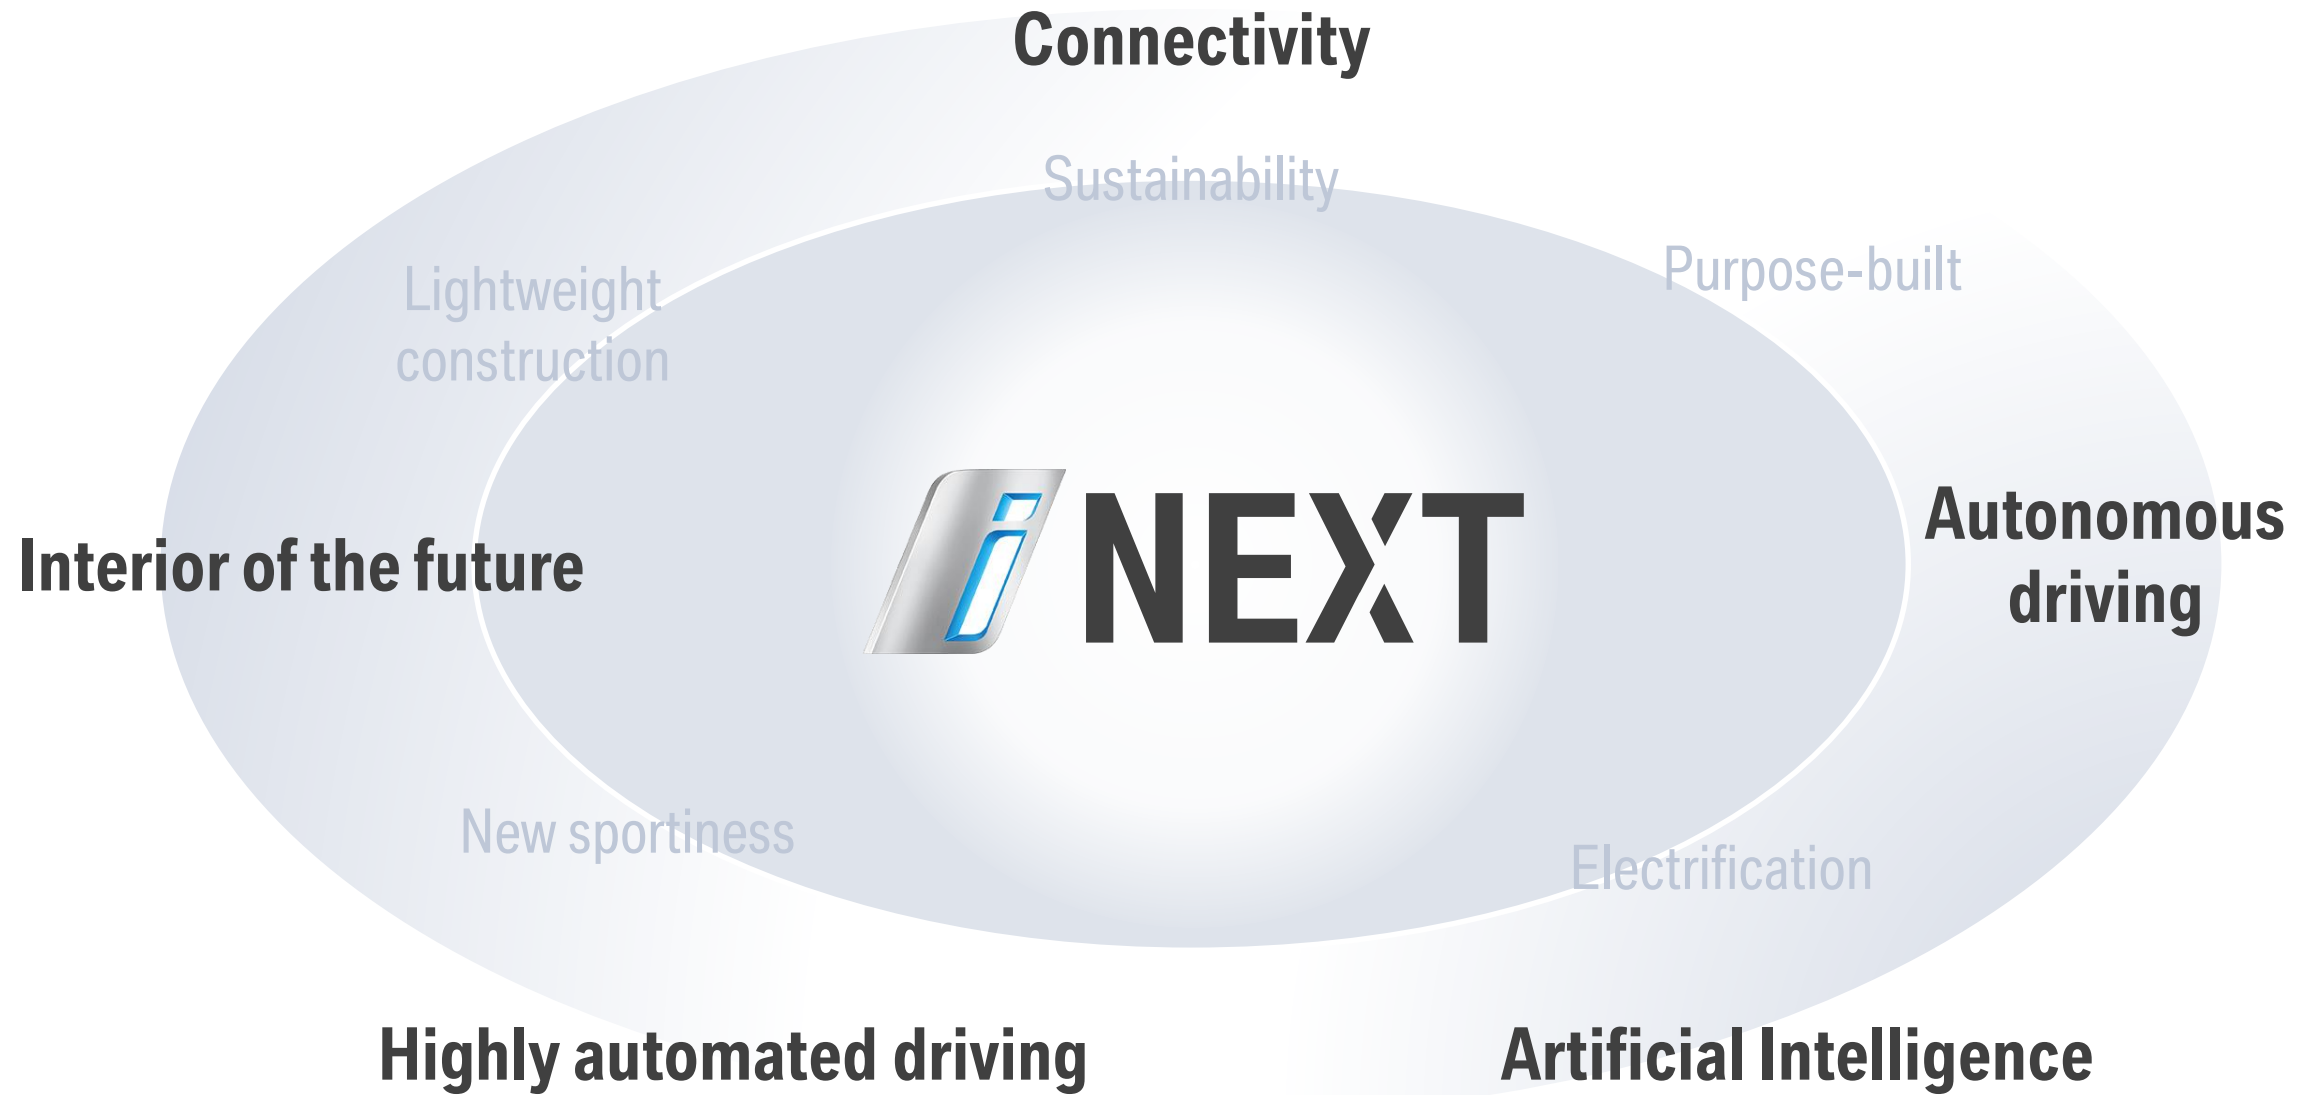 Connectivity
Sustainability
Purpose-built
Lightweight
construction
i NEXT
Autonomous
driving
Interior of the future
New sportiness
Electrification
Highly automated driving
Artificial Intelligence